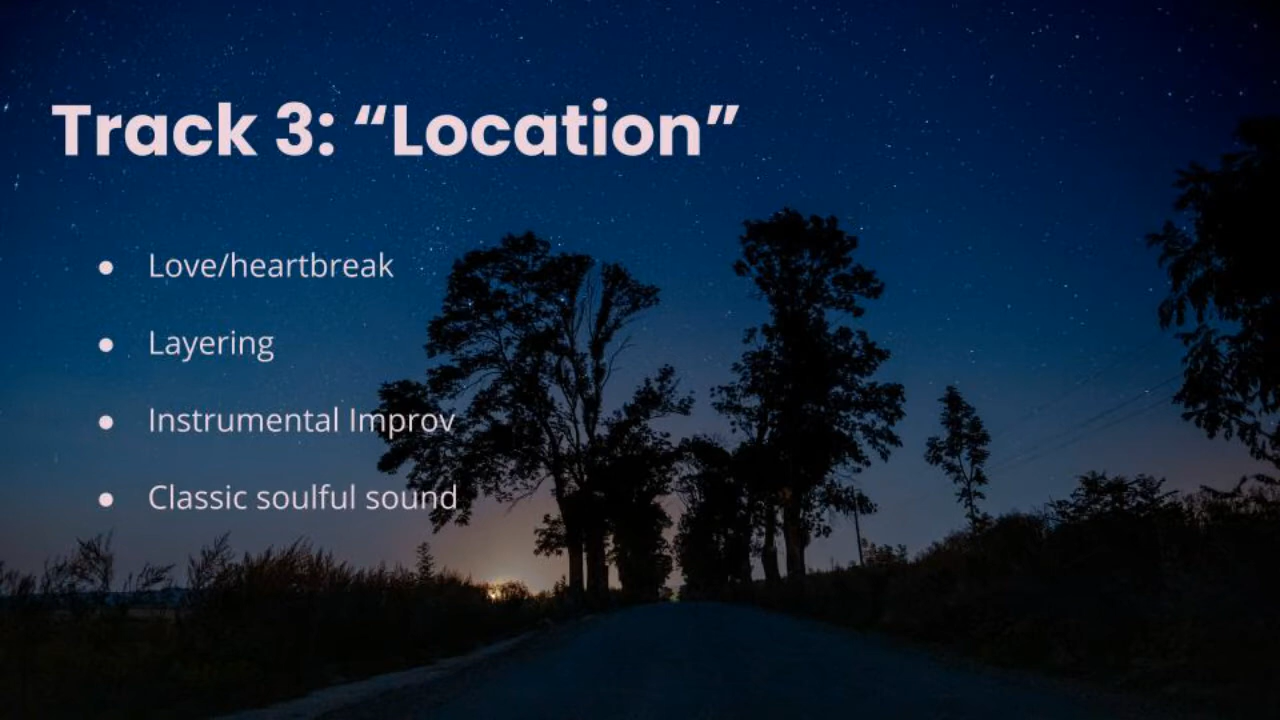 Track 3: “Location”
● Love/heartbreak
● Layering
● Instrumental Improv
● Classic soulful sound